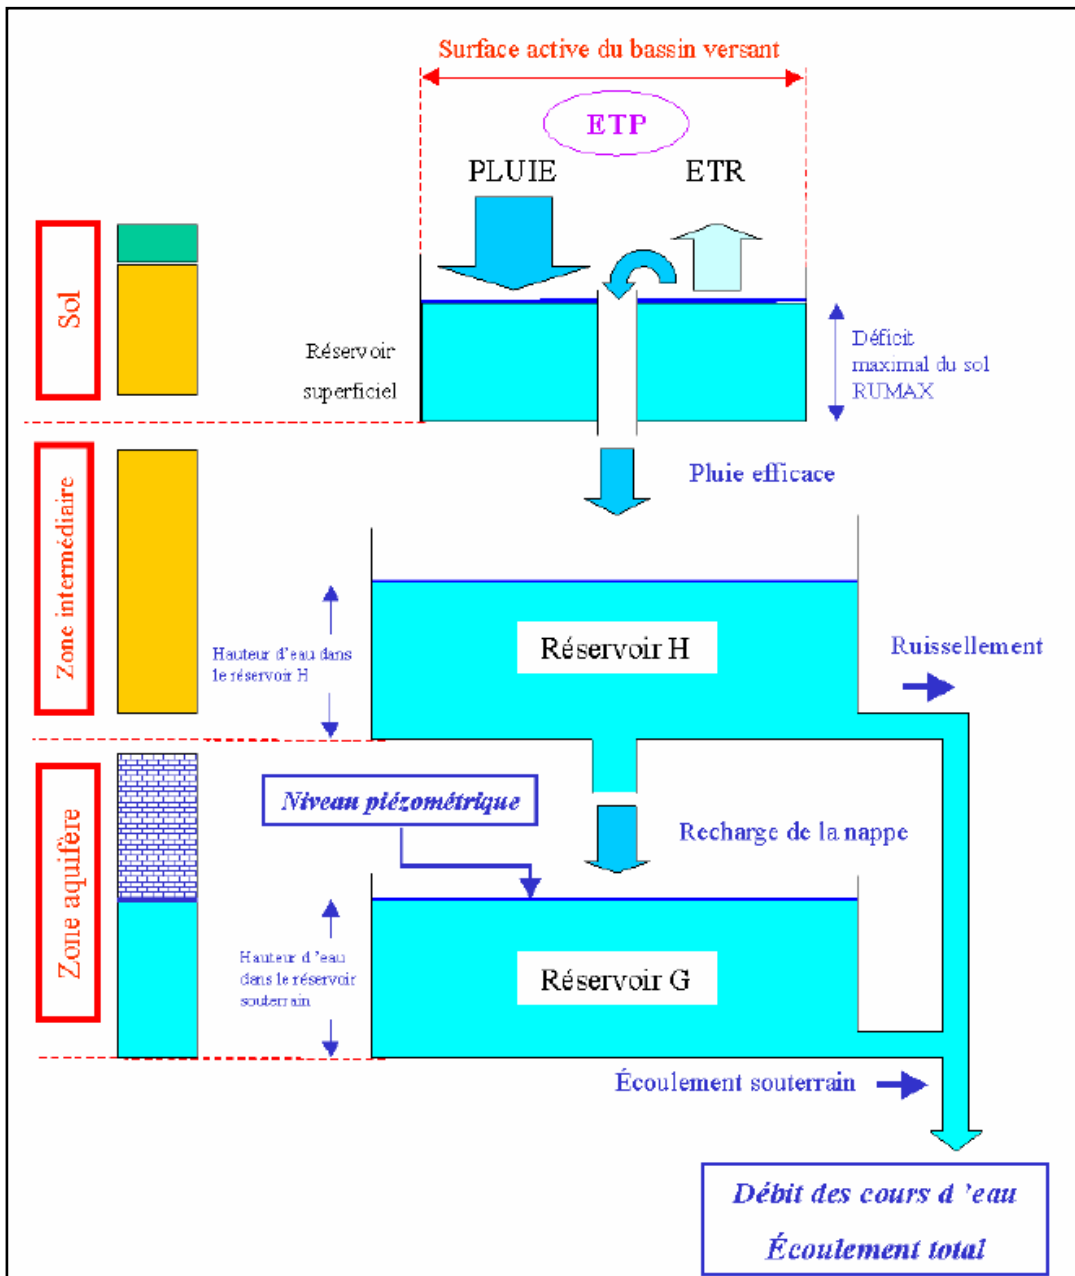 Surface active du bassin versant
ETP
PLUIE
ETR
Sol
Réservoir
superficiel
Déficit
maximal du sol
RUMAX
Pluie efficace
Zone intermédiaire
Hauteur d'eau dans
le réservoir H
Réservoir H
Ruissellement
Niveau piézométrique
Recharge de la nappe
Zone aquifère
Hauteur d 'eau
dans le réservoir
souterrain
Réservoir G
Écoulement souterrain
Débit des cours d 'eau
Écoulement total